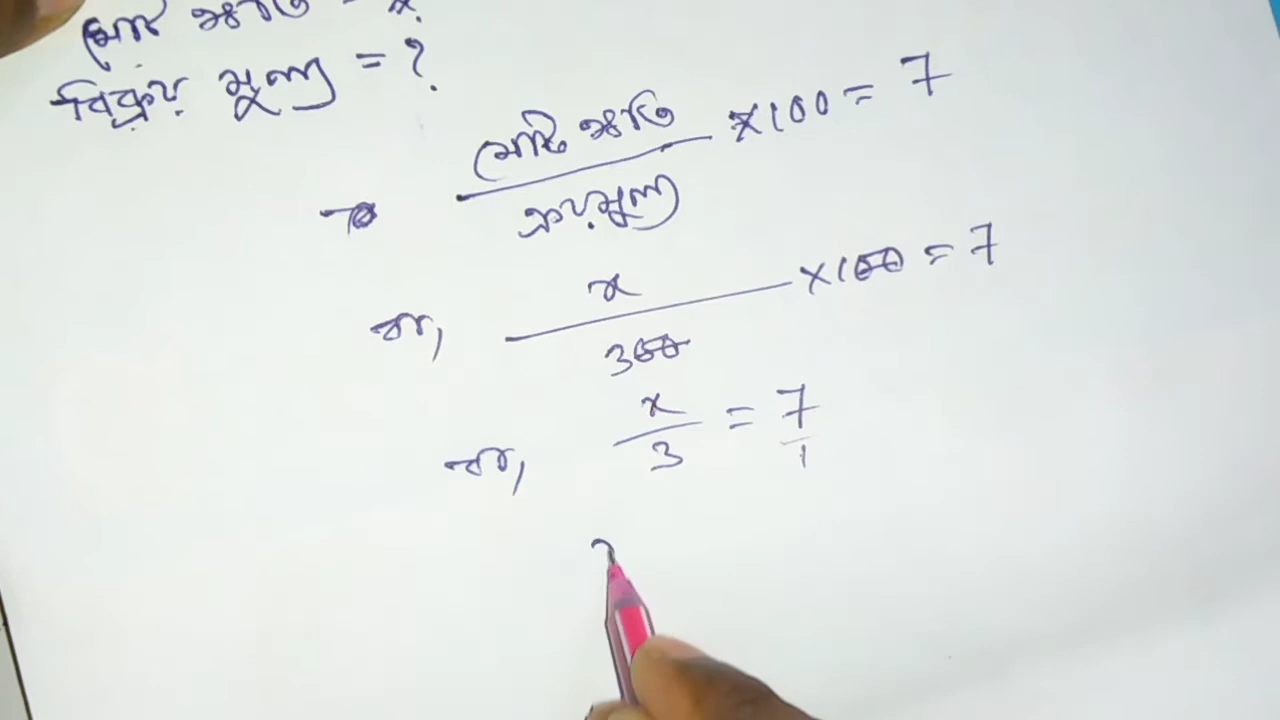 মোট ক্ষতি = x
বিক্রয় মূল্য = ?
⇒ মোট ক্ষতি / ক্রয়মূল্য × 100 = 7
বা, x / 300 × 100 = 7
বা, x / 3 = 7 / 1